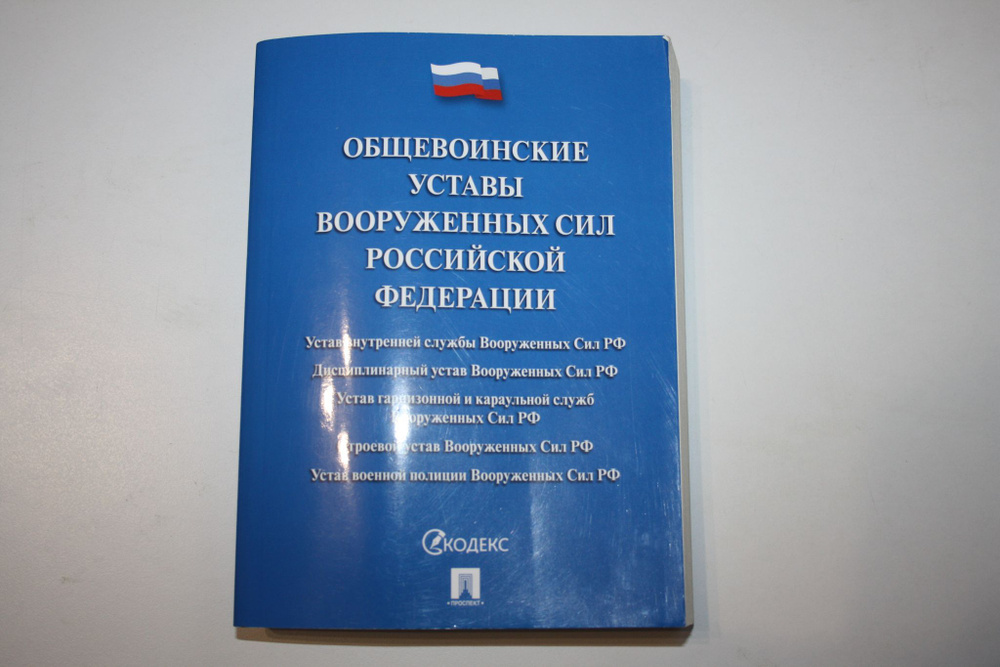 ОБЩЕВОИНСКИЕ
УСТАВЫ
ВООРУЖЕННЫХ СИЛ
РОССИЙСКОЙ
ФЕДЕРАЦИИ
Устав внутренней службы Вооруженных Сил РФ
Дисциплинарный устав Вооруженных Сил РФ
Устав гарнизонной и караульной служб
Вооруженных Сил РФ
Строевой устав Вооруженных Сил РФ
Устав военной полиции Вооруженных Сил РФ
КОДЕКС
•ПРОСПЕКТ•